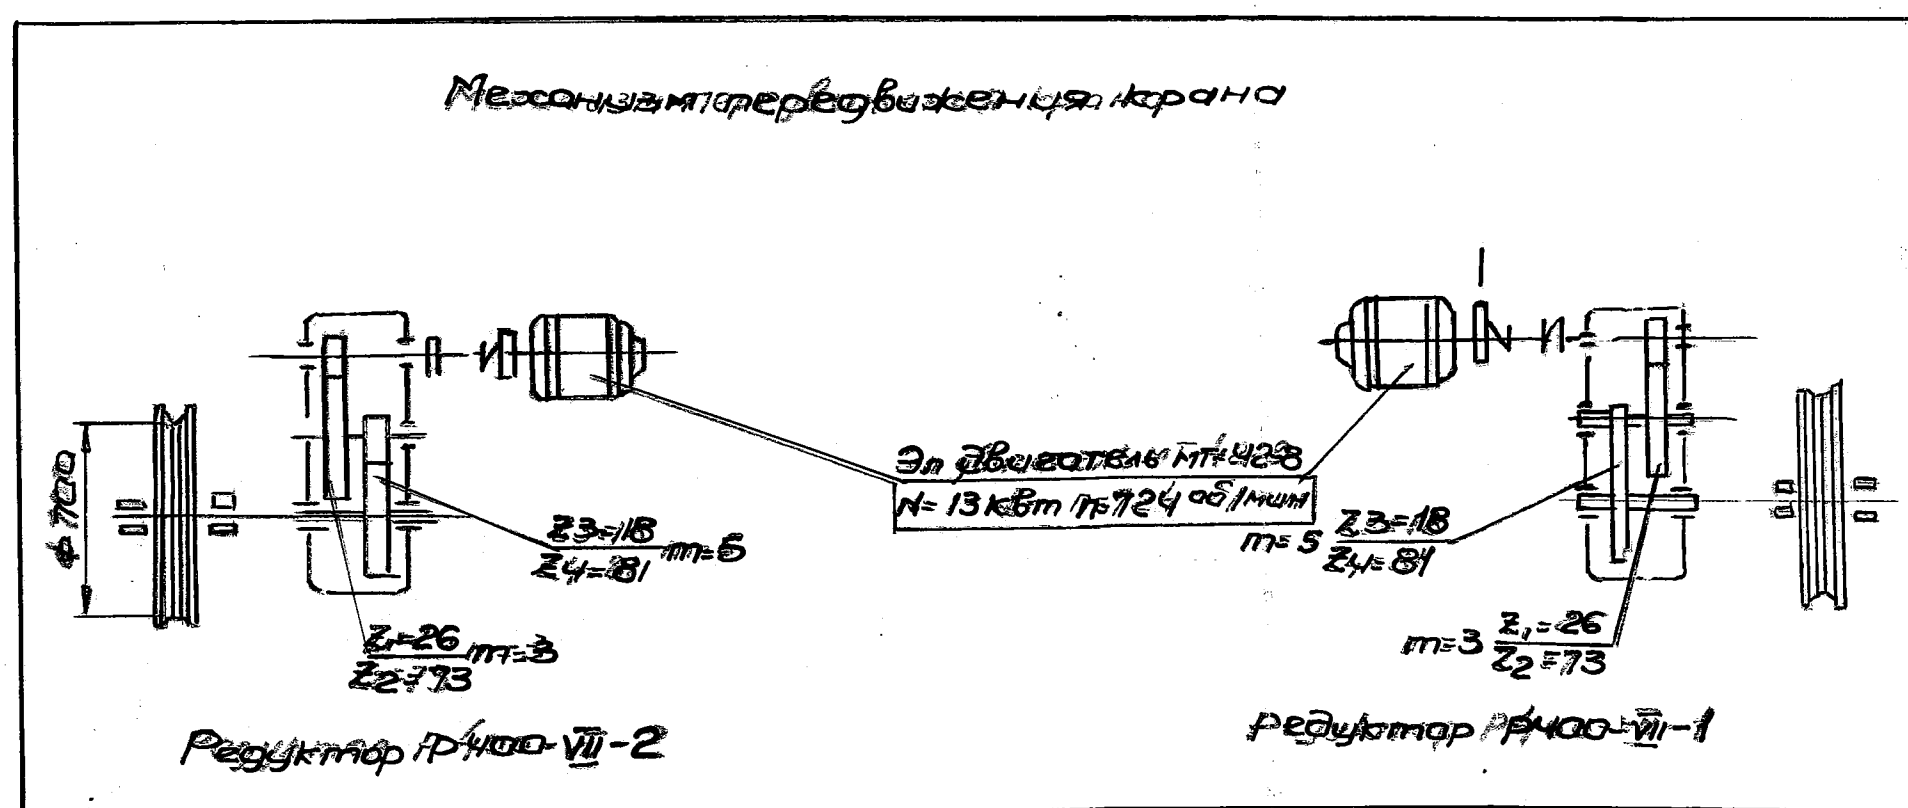 Механизм передвижения крана
Эл двигатель МТ-42-8
N= 13 квт n=724 об/мин
ф 700
Z3=18
Z4=81
m=5
Z1=26
Z2=73
m=3
Редуктор РР400-VII-2
m=5
Z3=18
Z4=81
m=3
Z1=26
Z2=73
Редуктор РР400-VII-1